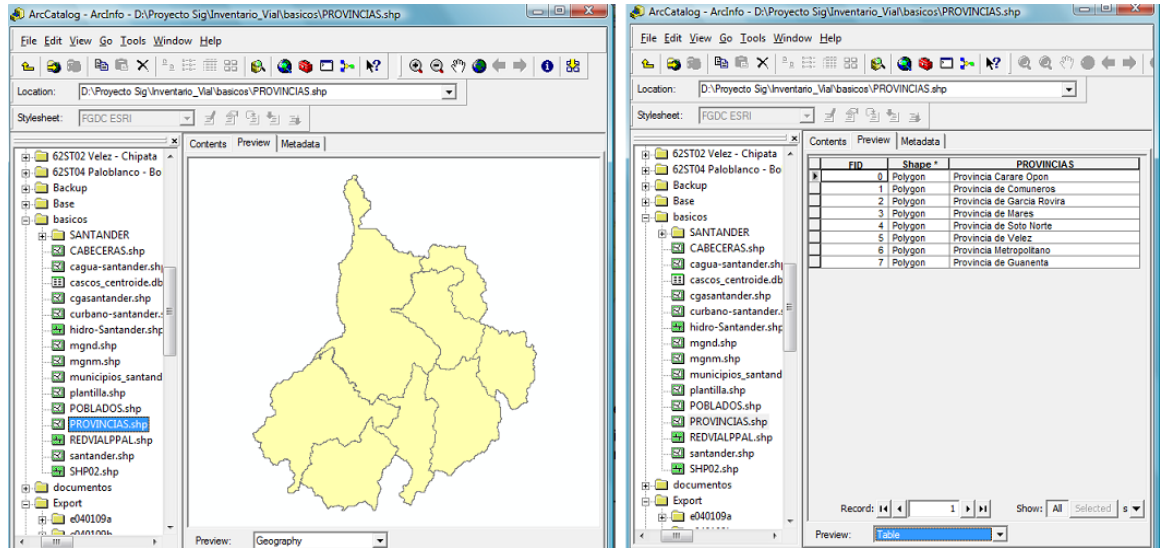 ArcCatalog - ArcInfo - D:\Proyecto Sig\Inventario_Vial\basicos\PROVINCIAS.shp
File Edit View Go Tools Window Help
Location: D:\Proyecto Sig\Inventario_Vial\basicos\PROVINCIAS.shp
Stylesheet: FGDC ESRI
62ST02 Velez - Chipata
62ST04 Paloblanco - Bo
Backup
Base
basicos
SANTANDER
CABECERAS.shp
cagua-santander.shp
cascos_centroide.db
cgasantander.shp
curbano-santander.s
hidro-Santander.shp
mgnd.shp
mgnm.shp
municipios_santand
plantilla.shp
POBLADOS.shp
PROVINCIAS.shp
REDVIALPPAL.shp
santander.shp
SHP02.shp
documentos
Export
e040109a
Contents Preview Metadata
Preview: Geography
ArcCatalog - ArcInfo - D:\Proyecto Sig\Inventario_Vial\basicos\PROVINCIAS.shp
File Edit View Go Tools Window Help
Location: D:\Proyecto Sig\Inventario_Vial\basicos\PROVINCIAS.shp
Stylesheet: FGDC ESRI
62ST02 Velez - Chipata
62ST04 Paloblanco - Bo
Backup
Base
basicos
SANTANDER
CABECERAS.shp
cagua-santander.shp
cascos_centroide.db
cgasantander.shp
curbano-santander.s
hidro-Santander.shp
mgnd.shp
mgnm.shp
municipios_santand
plantilla.shp
POBLADOS.shp
PROVINCIAS.shp
REDVIALPPAL.shp
santander.shp
SHP02.shp
documentos
Export
e040109a
Contents Preview Metadata
FID Shape * PROVINCIAS
0 Polygon Provincia Carare Opon
1 Polygon Provincia de Comuneros
2 Polygon Provincia de Garcia Rovira
3 Polygon Provincia de Mares
4 Polygon Provincia de Soto Norte
5 Polygon Provincia de Velez
6 Polygon Provincia Metropolitano
7 Polygon Provincia de Guanenta
Record: 1 Show: All Selected s
Preview: Table